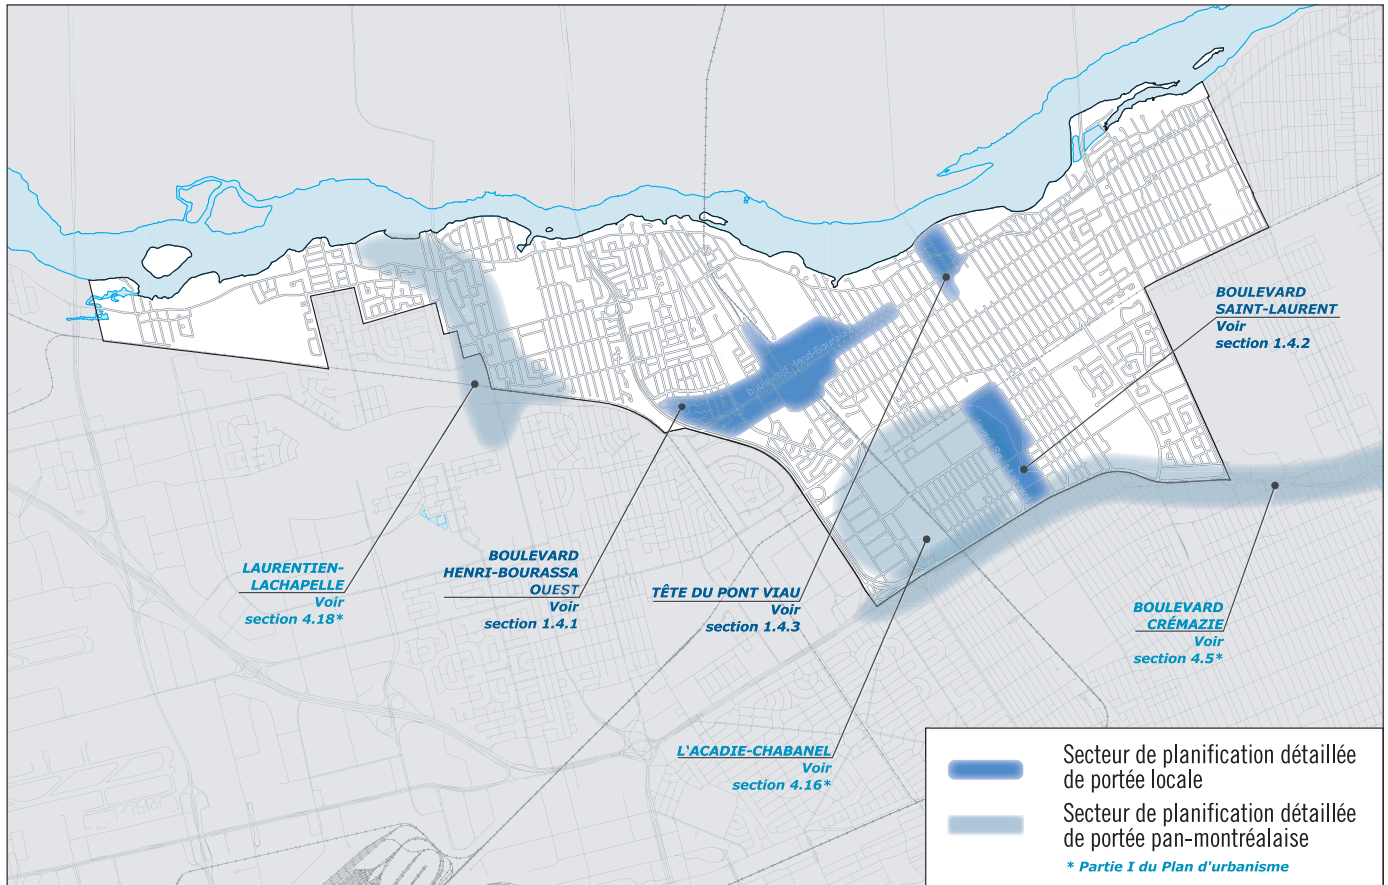 BOULEVARD
SAINT-LAURENT
Voir
section 1.4.2
boulevard Henri-Bourassa
LAURENTIEN-
LACHAPELLE
Voir
section 4.18*
BOULEVARD
HENRI-BOURASSA
OUEST
Voir
section 1.4.1
TÊTE DU PONT VIAU
Voir
section 1.4.3
BOULEVARD
CRÉMAZIE
Voir
section 4.5*
L'ACADIE-CHABANEL
Voir
section 4.16*
Secteur de planification détaillée
de portée locale
Secteur de planification détaillée
de portée pan-montréalaise
* Partie I du Plan d'urbanisme